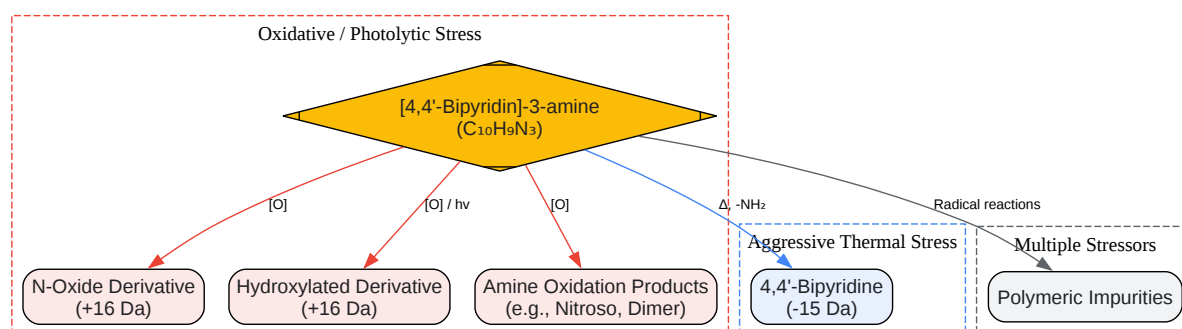 Oxidative / Photolytic Stress
[4,4'-Bipyridin]-3-amine
(C₁₀H₉N₃)
[O]
[O] / hv
[O]
Δ, -NH₂
Radical reactions
Aggressive Thermal Stress
Multiple Stressors
N-Oxide Derivative
(+16 Da)
Hydroxylated Derivative
(+16 Da)
Amine Oxidation Products
(e.g., Nitroso, Dimer)
4,4'-Bipyridine
(-15 Da)
Polymeric Impurities